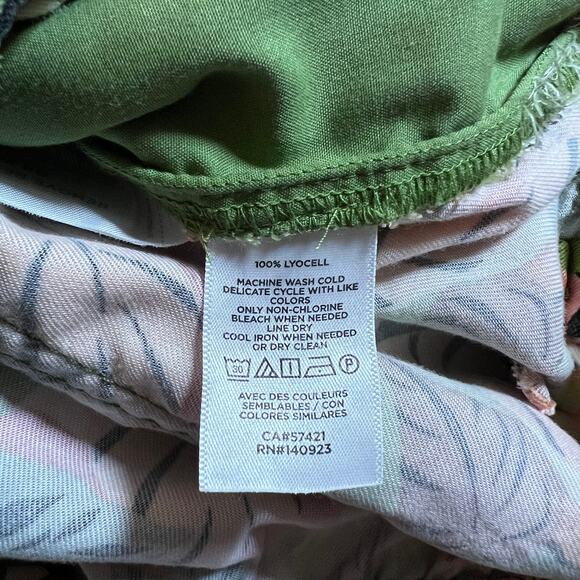 100% LYOCELL
MACHINE WASH COLD
DELICATE CYCLE WITH LIKE
COLORS
ONLY NON-CHLORINE
BLEACH WHEN NEEDED
LINE DRY
COOL IRON WHEN NEEDED
OR DRY CLEAN
30 P
AVEC DES COULEURS
SEMBLABLES / CON
COLORES SIMILARES
CA#57421
RN#140923